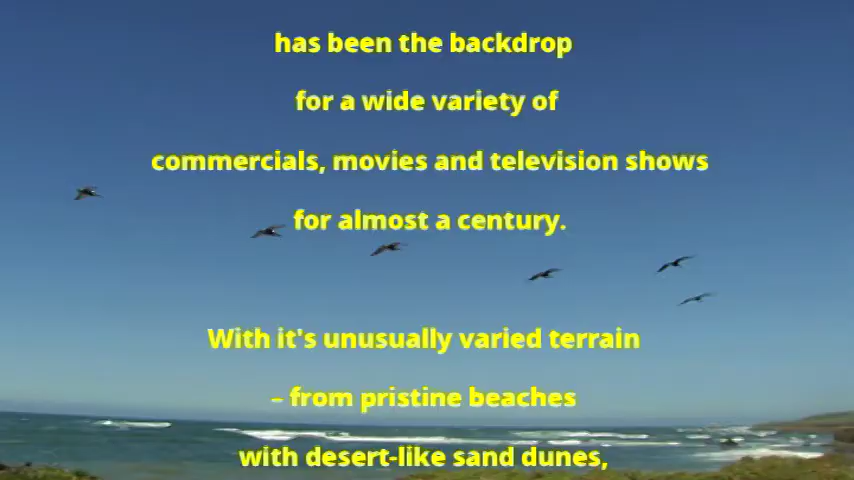 has been the backdrop
for a wide variety of
commercials, movies and television shows
for almost a century.
With it's unusually varied terrain
– from pristine beaches
with desert-like sand dunes,